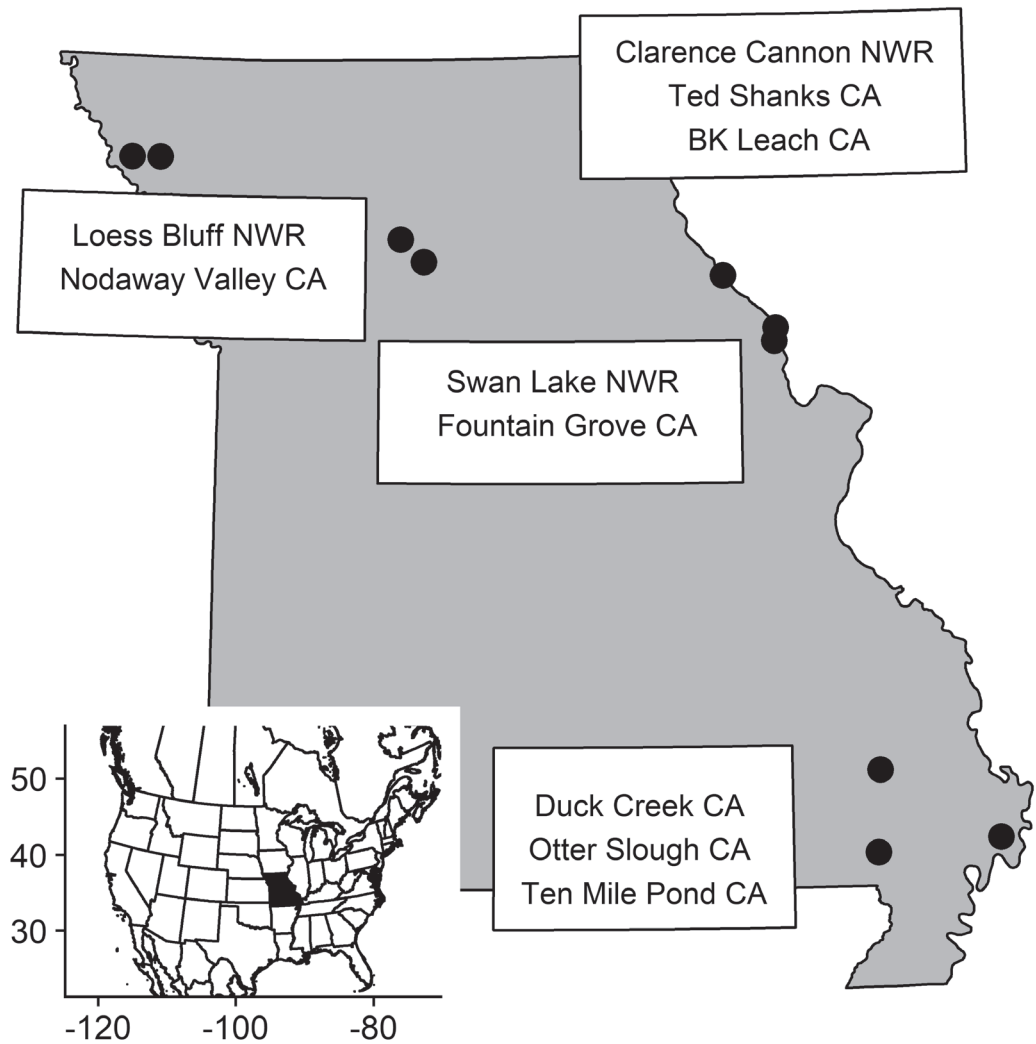 Clarence Cannon NWR
Ted Shanks CA
BK Leach CA
Loess Bluff NWR
Nodaway Valley CA
Swan Lake NWR
Fountain Grove CA
Duck Creek CA
Otter Slough CA
Ten Mile Pond CA
50
40
30
-120
-100
-80